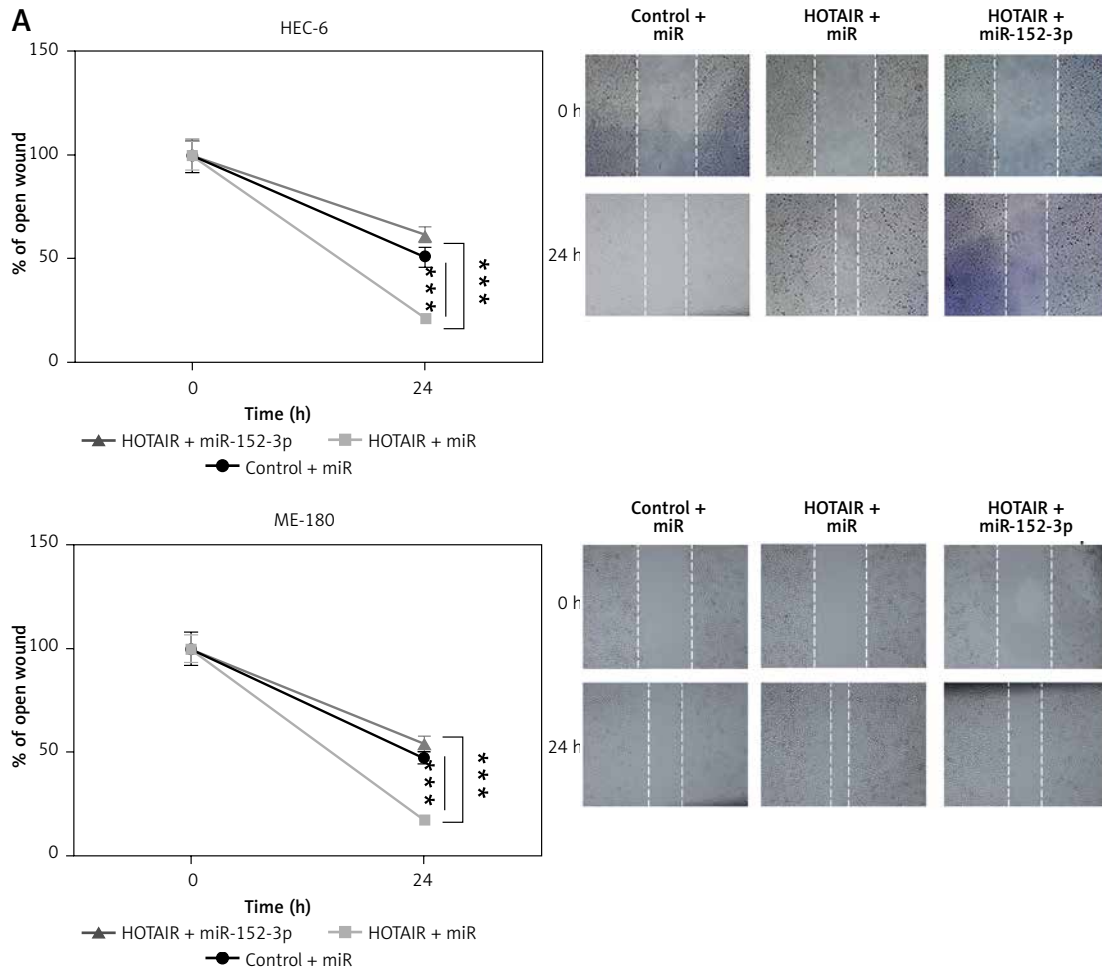 A
HEC-6
150
100
50
0
% of open wound
0
24
Time (h)
***
***
HOTAIR + miR-152-3p
HOTAIR + miR
Control + miR
Control +
miR
HOTAIR +
miR
HOTAIR +
miR-152-3p
0 h
24 h
ME-180
150
100
50
0
% of open wound
0
24
Time (h)
***
***
HOTAIR + miR-152-3p
HOTAIR + miR
Control + miR
Control +
miR
HOTAIR +
miR
HOTAIR +
miR-152-3p
0 h
24 h